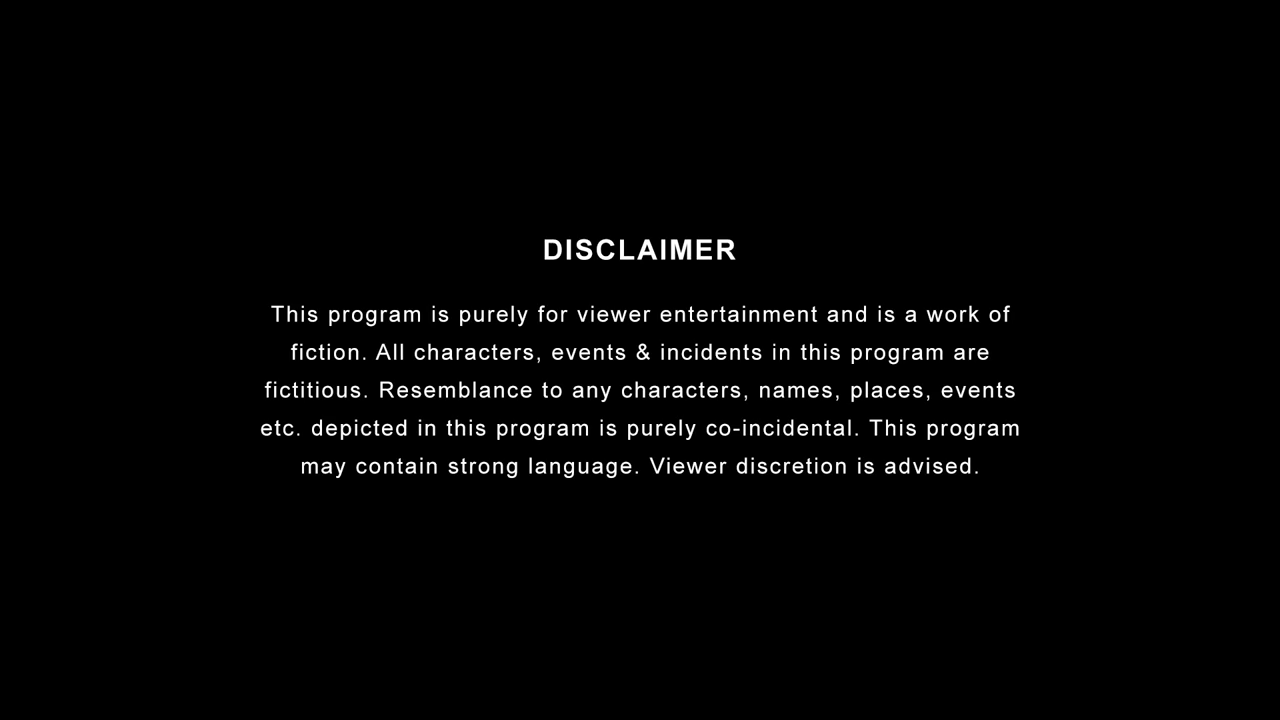 DISCLAIMER
This program is purely for viewer entertainment and is a work of
fiction. All characters, events & incidents in this program are
fictitious. Resemblance to any characters, names, places, events
etc. depicted in this program is purely co-incidental. This program
may contain strong language. Viewer discretion is advised.